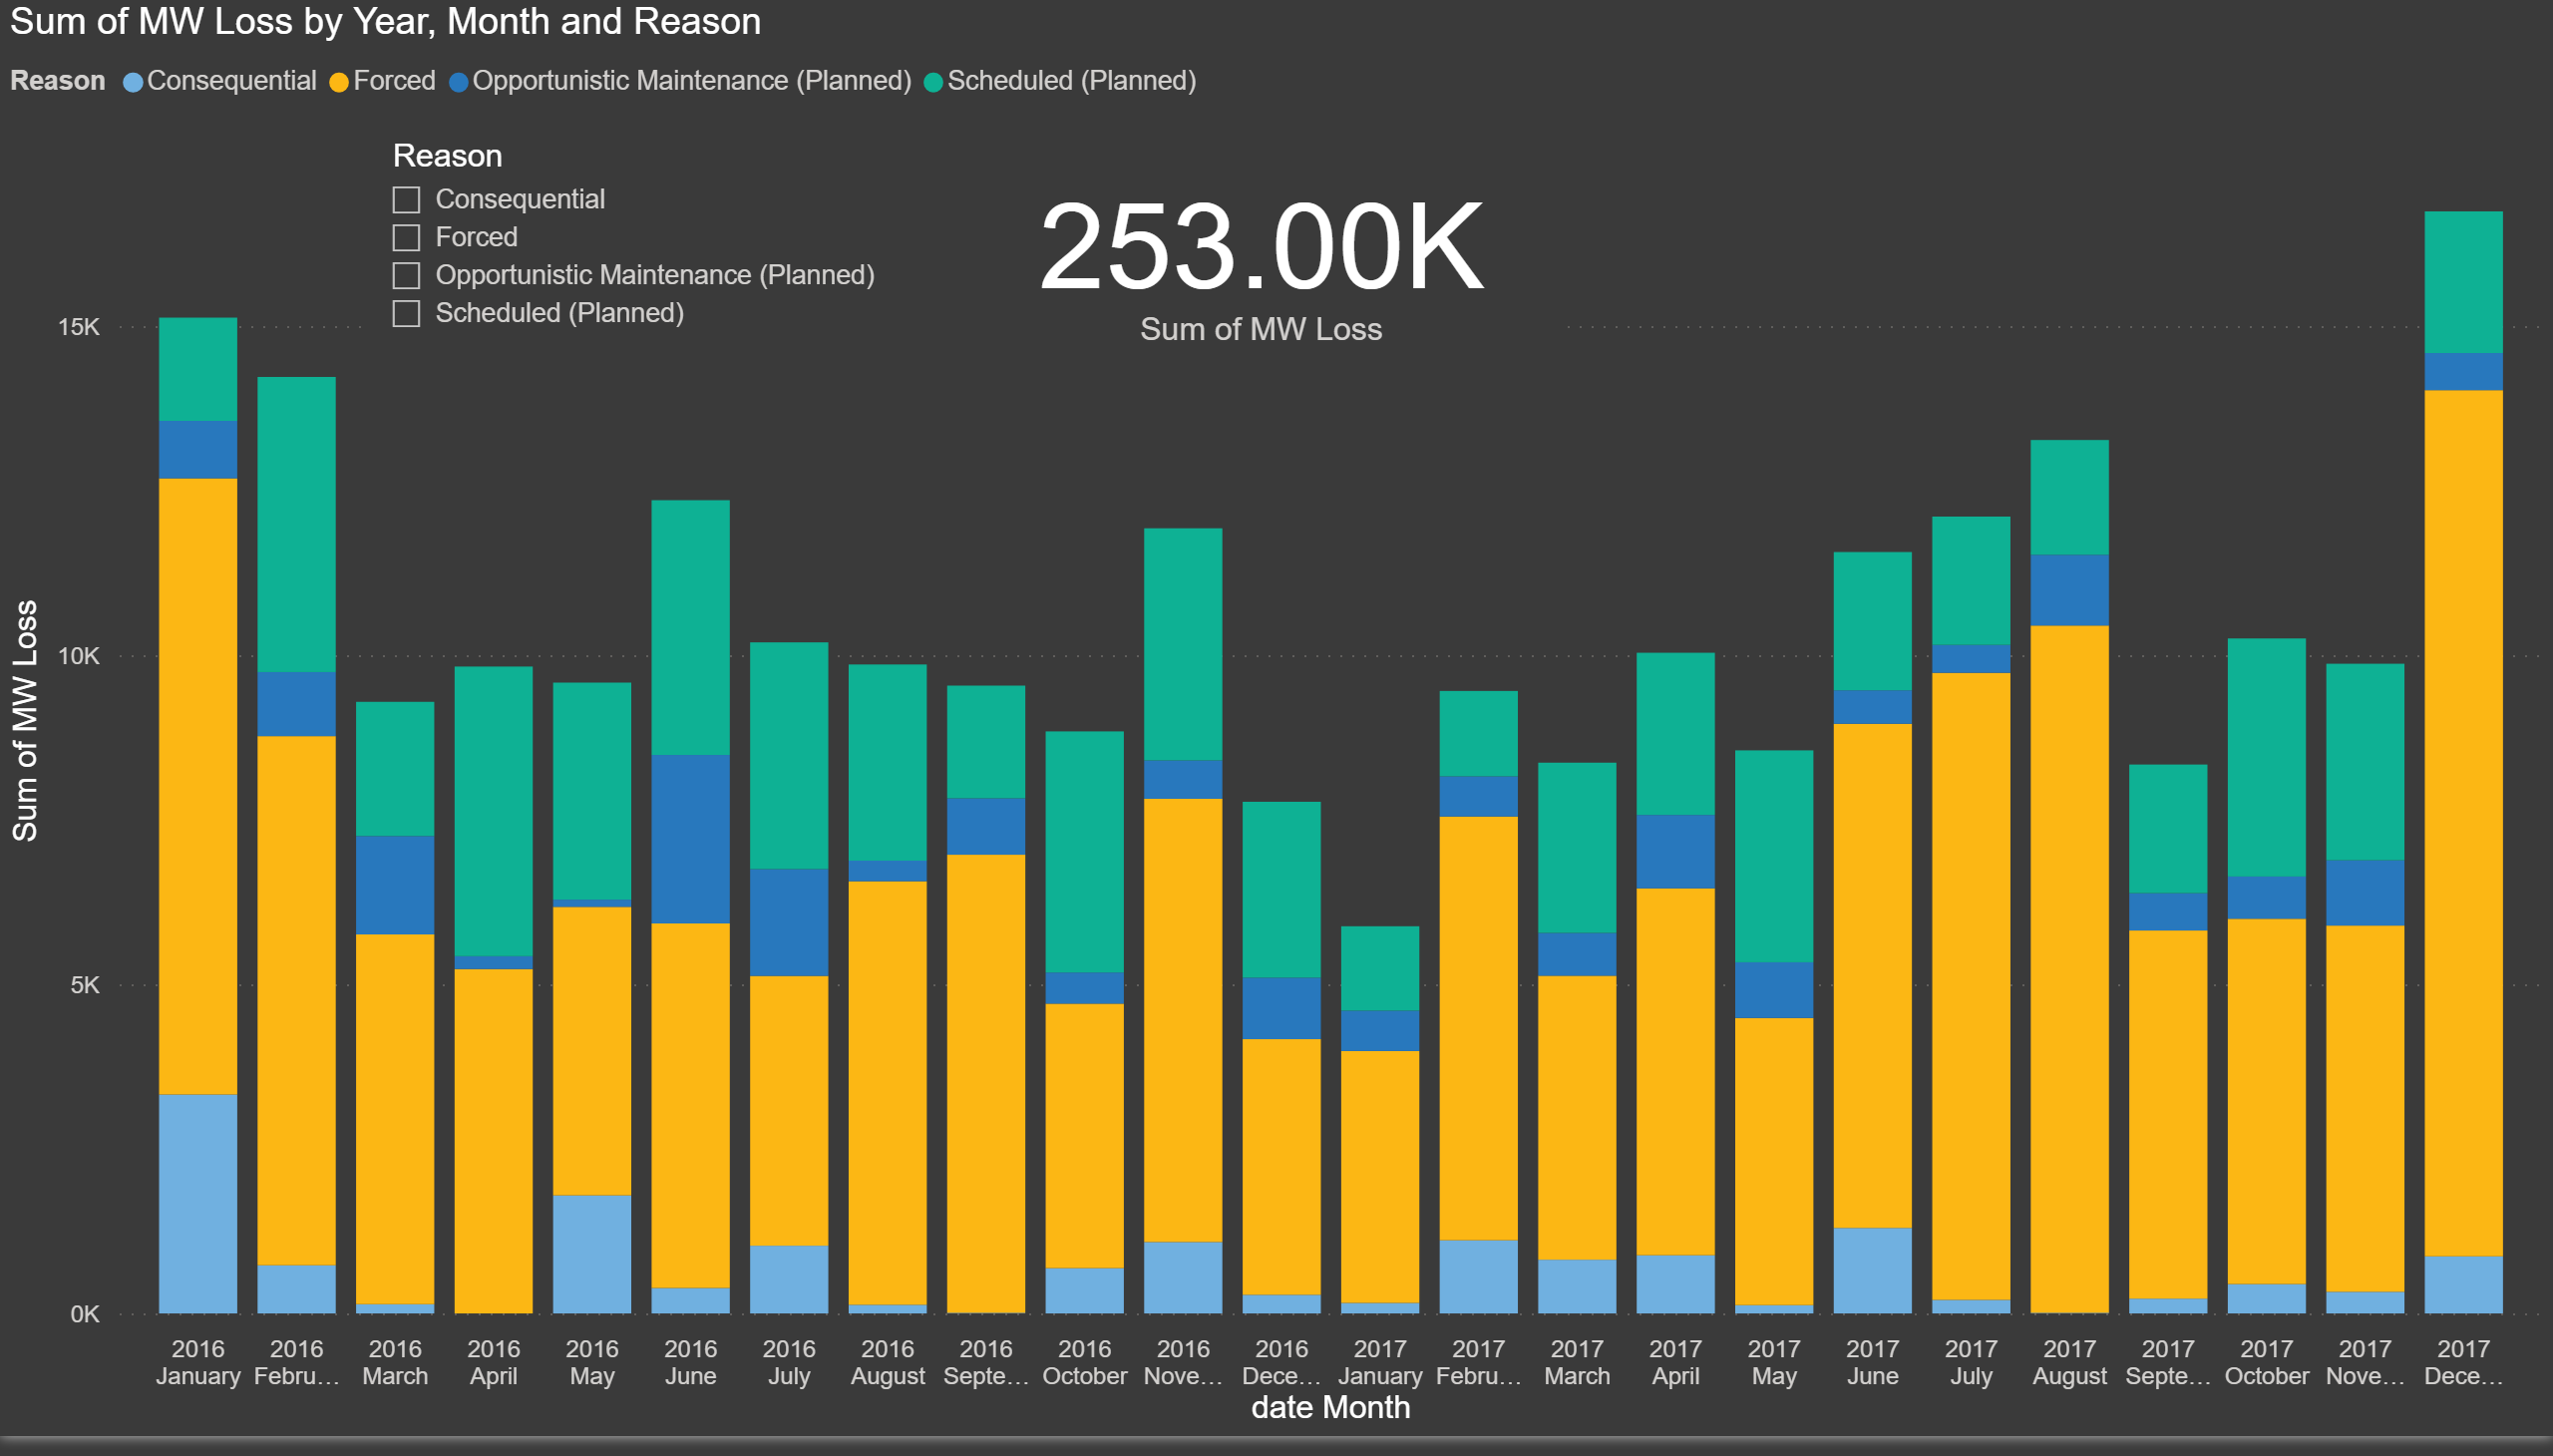 Sum of MW Loss by Year, Month and Reason
Reason Consequential Forced Opportunistic Maintenance (Planned) Scheduled (Planned)
Reason
Consequential
Forced
Opportunistic Maintenance (Planned)
Scheduled (Planned)
253.00K
Sum of MW Loss
15K
10K
5K
0K
Sum of MW Loss
2016 2016 2016 2016 2016 2016 2016 2016 2016 2016 2016 2016 2017 2017 2017 2017 2017 2017 2017 2017 2017 2017 2017 2017
January Febru... March April May June July August Septe... October Nove... Dece... January Febru... March April May June July August Septe... October Nove... Dece...
date Month